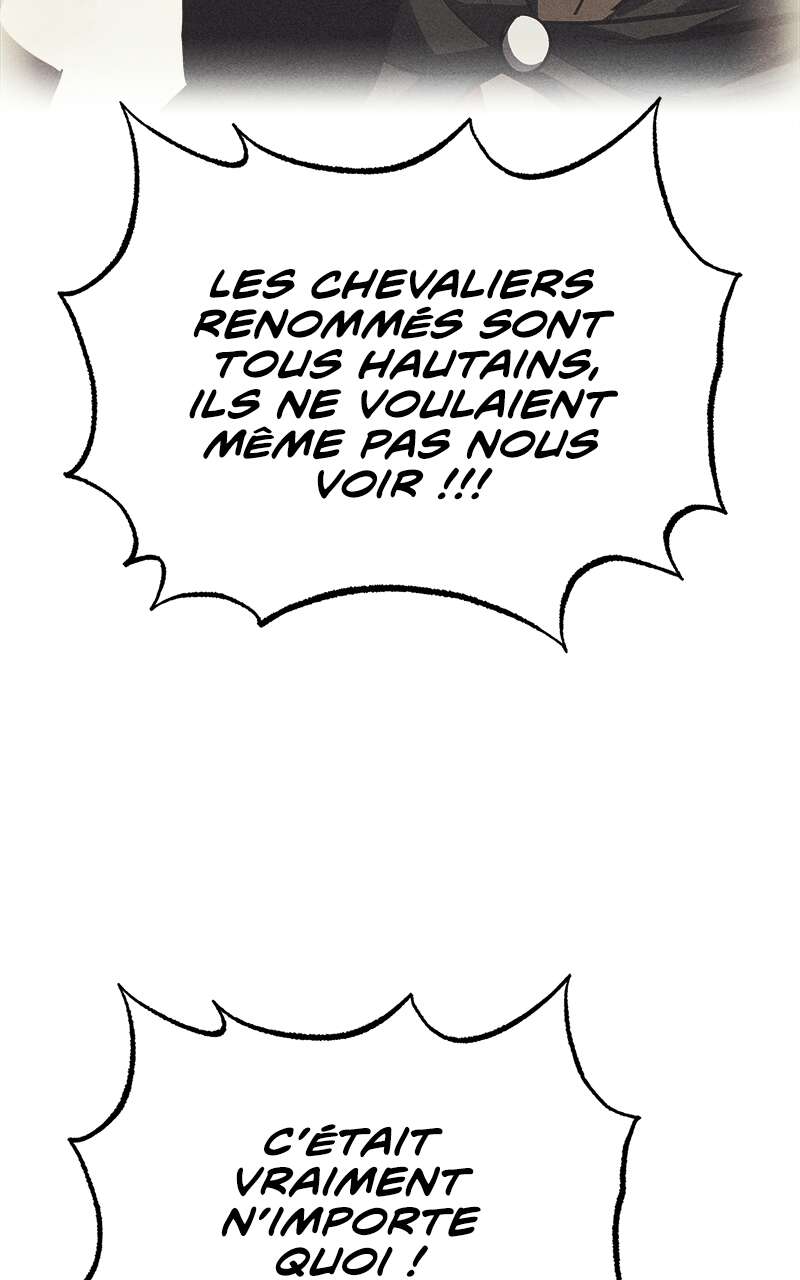 LES CHEVALIERS
RENOMMÉS SONT
TOUS HAUTAINS,
ILS NE VOULAIENT
MÊME PAS NOUS
VOIR !!!
C'ÉTAIT
VRAIMENT
N'IMPORTE
QUOI !